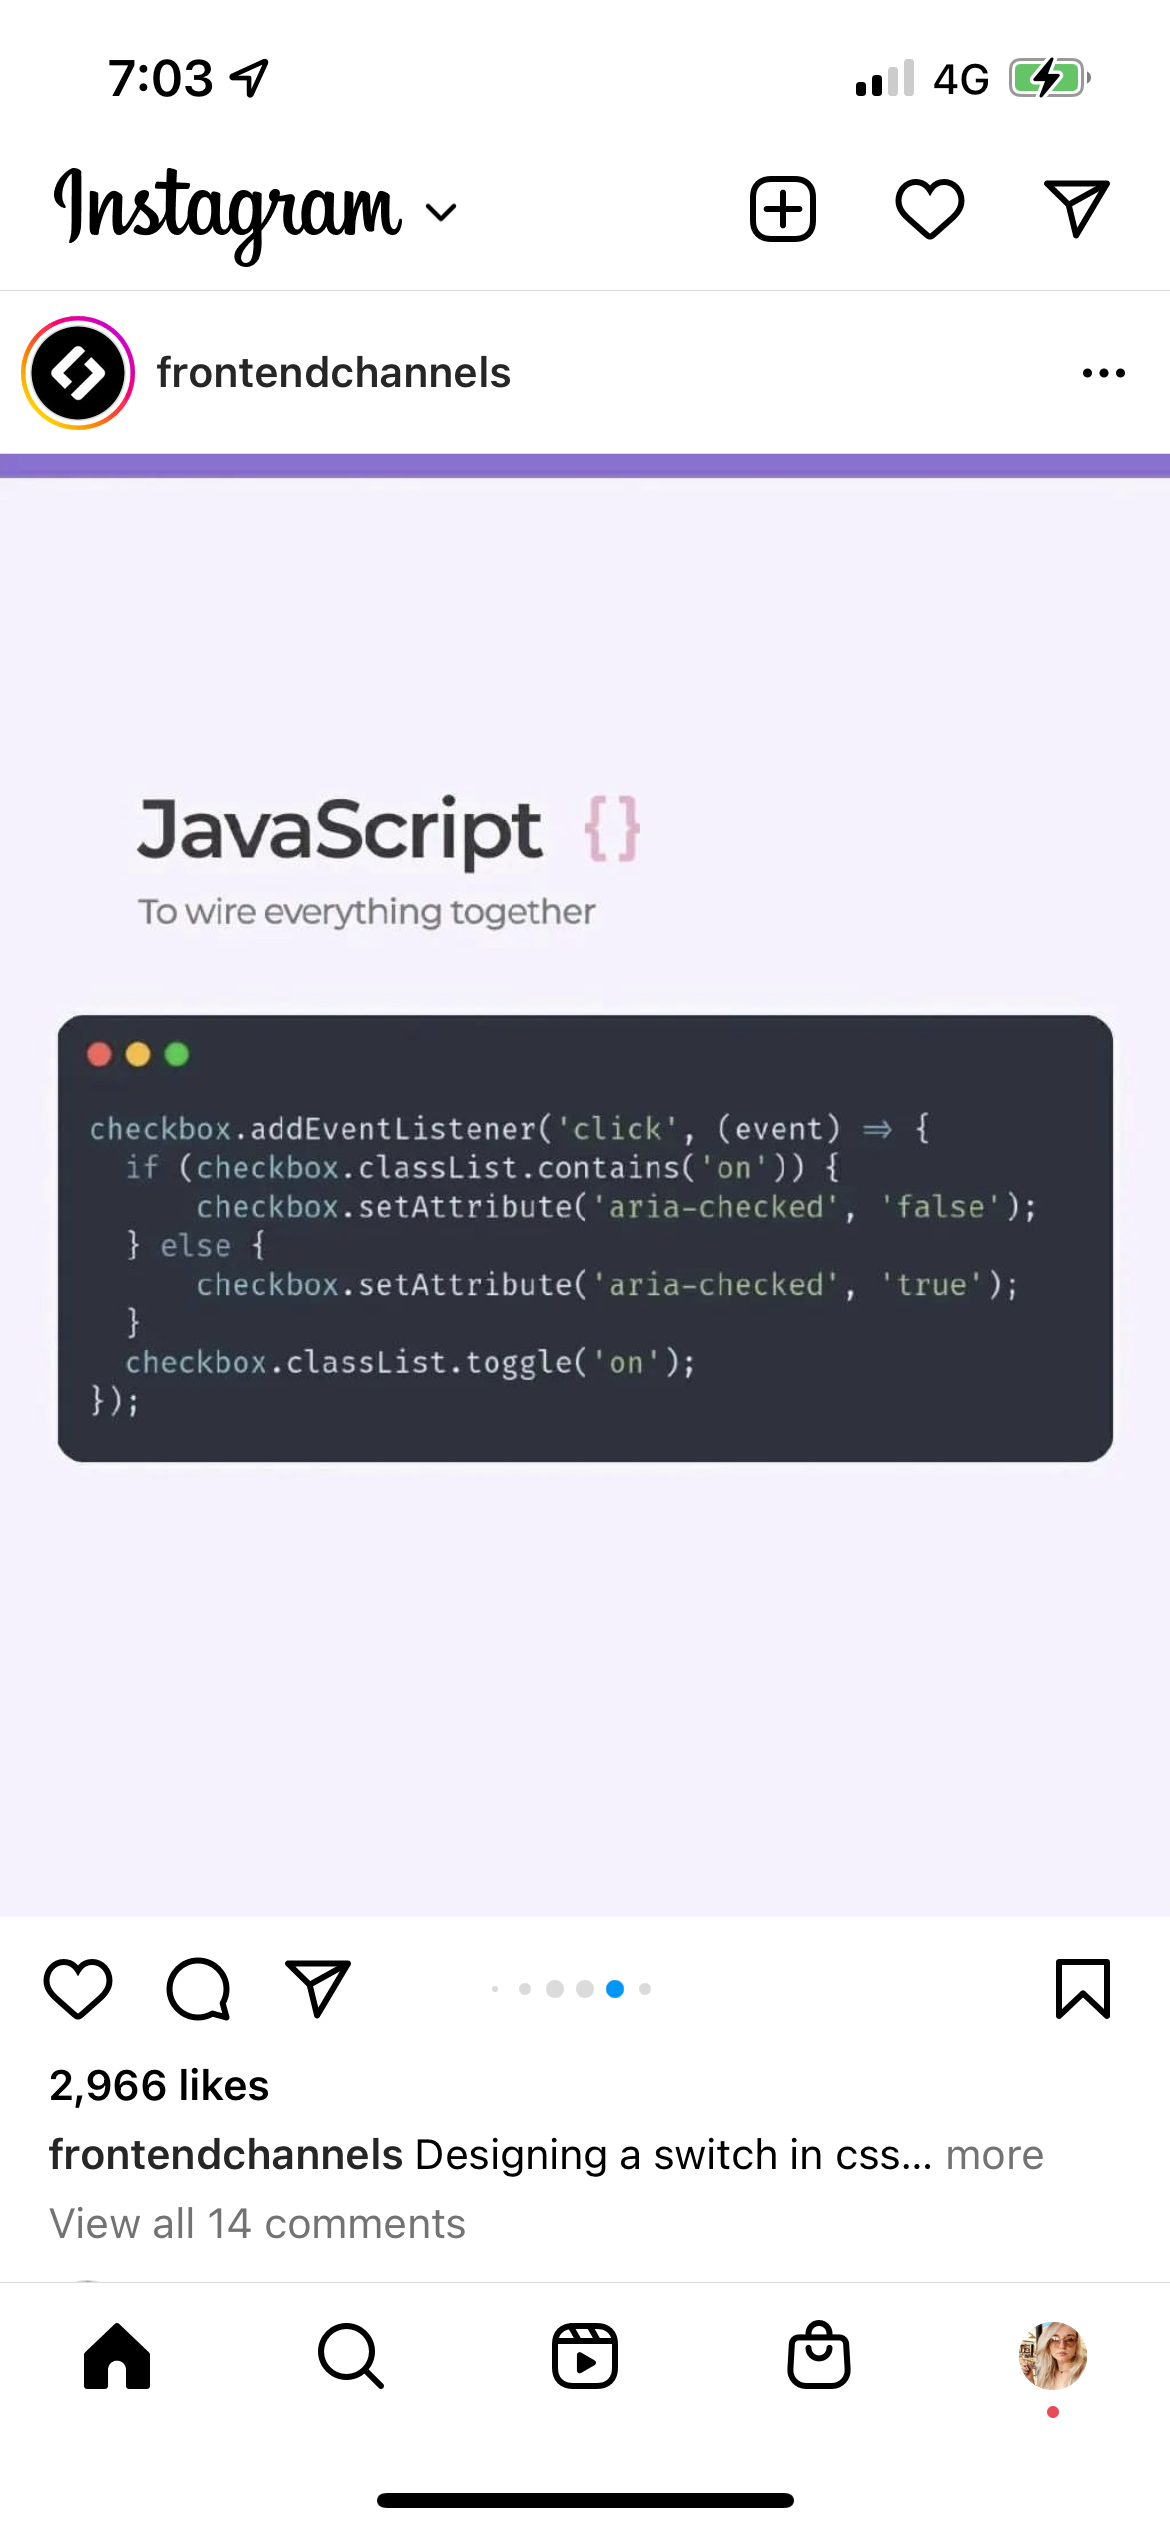 7:03
4G
Instagram
frontendchannels
JavaScript {}
To wire everything together
checkbox.addEventListener('click', (event) => {
  if (checkbox.classList.contains('on')) {
      checkbox.setAttribute('aria-checked', 'false');
  } else {
      checkbox.setAttribute('aria-checked', 'true');
  }
  checkbox.classList.toggle('on');
});
2,966 likes
frontendchannels Designing a switch in css... more
View all 14 comments